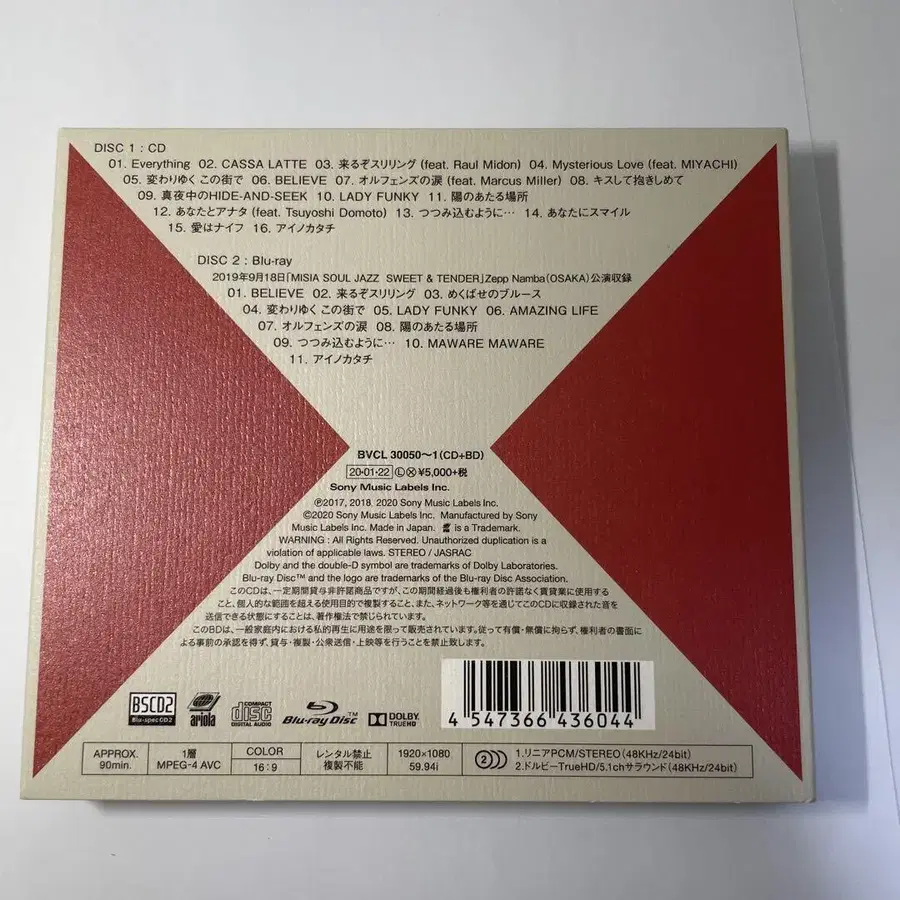 DISC 1 : CD
01. Everything 02. CASSA LATTE 03. 来るぞスリリング (feat. Raul Midon) 04. Mysterious Love (feat. MIYACHI)
05. 変わりゆく この街で 06. BELIEVE 07. オルフェンズの涙 (feat. Marcus Miller) 08. キスして抱きしめて
09. 真夜中のHIDE-AND-SEEK 10. LADY FUNKY 11. 陽のあたる場所
12. あなたとアナタ (feat. Tsuyoshi Domoto) 13. つつみ込むように… 14. あなたにスマイル
15. 愛はナイフ 16. アイノカタチ
DISC 2 : Blu-ray
2019年9月18日「MISIA SOUL JAZZ SWEET & TENDER」Zepp Namba(OSAKA)公演収録
01. BELIEVE 02. 来るぞスリリング 03. めくばせのブルース
04. 変わりゆく この街で 05. LADY FUNKY 06. AMAZING LIFE
07. オルフェンズの涙 08. 陽のあたる場所
09. つつみ込むように… 10. MAWARE MAWARE
11. アイノカタチ
BVCL 30050〜1(CD+BD)
20·01·22 Ⓛ Ⓧ ¥5,000+税
Sony Music Labels Inc.
℗2017, 2018, 2020 Sony Music Labels Inc.
©2020 Sony Music Labels Inc. Manufactured by Sony
Music Labels Inc. Made in Japan. is a Trademark.
WARNING : All Rights Reserved. Unauthorized duplication is a
violation of applicable laws. STEREO / JASRAC
Dolby and the double-D symbol are trademarks of Dolby Laboratories.
Blu-ray Disc™ and the logo are trademarks of the Blu-ray Disc Association.
このCDは、一定期間貸与非許諾商品ですが、この期間経過後も権利者の許諾なく賃貸業に使用するこ
と、個人的な範囲を超える使用目的で複製すること、また、ネットワーク等を通じてこのCDに収録された音を
送信できる状態にすることは、著作権法で禁じられています。
このBDは、一般家庭内における私的再生に用途を限って販売されています。従って有償・無償に拘らず、権利者の書面に
よる事前の承認を得ず、貸与・複製・公衆送信・上映等を行うことを禁止致します。
BSCD2
Blu-spec CD2
ariola
COMPACT
disc
DIGITAL AUDIO
Blu-ray Disc™
DOLBY
TRUEHD
4 547366 436044
APPROX.
90min.
1層
MPEG-4 AVC
COLOR
16:9
レンタル禁止
複製不能
1920×1080
59.94i
2
1.リニアPCM/STEREO(48KHz/24bit)
2.ドルビーTrueHD/5.1chサラウンド(48KHz/24bit)